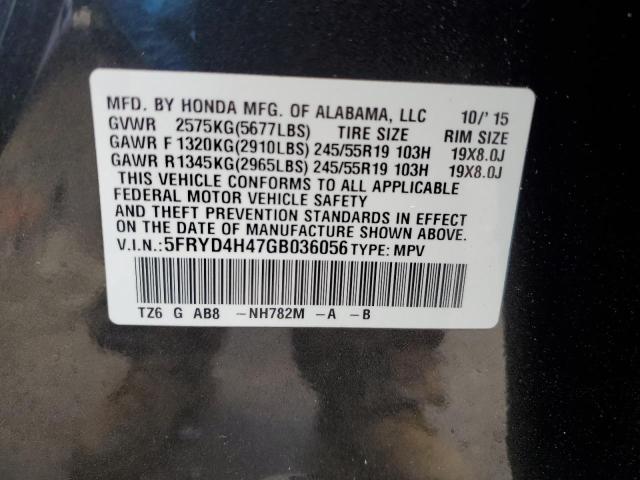 MFD. BY HONDA MFG. OF ALABAMA, LLC 10/' 15
GVWR 2575KG(5677LBS) TIRE SIZE RIM SIZE
GAWR F 1320KG(2910LBS) 245/55R19 103H 19X8.0J
GAWR R 1345KG(2965LBS) 245/55R19 103H 19X8.0J
THIS VEHICLE CONFORMS TO ALL APPLICABLE
FEDERAL MOTOR VEHICLE SAFETY
AND THEFT PREVENTION STANDARDS IN EFFECT
ON THE DATE OF MANUFACTURE SHOWN ABOVE.
V.I.N.: 5FRYD4H47GB036056 TYPE: MPV
TZ6 G AB8 -NH782M -A -B